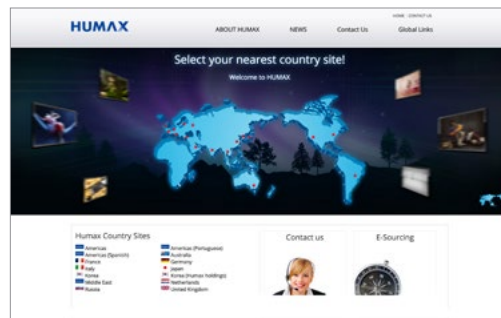 HOME CONTACT US
HUMAX
ABOUT HUMAX NEWS Contact Us Global Links
Select your nearest country site!
Welcome to HUMAX
Humax Country Sites
Americas
Americas (Portuguese)
Americas (Spanish)
Australia
France
Germany
Italy
Japan
Korea
Korea (humax holdings)
Middle East
Netherlands
Russia
United Kingdom
Contact us
E-Sourcing